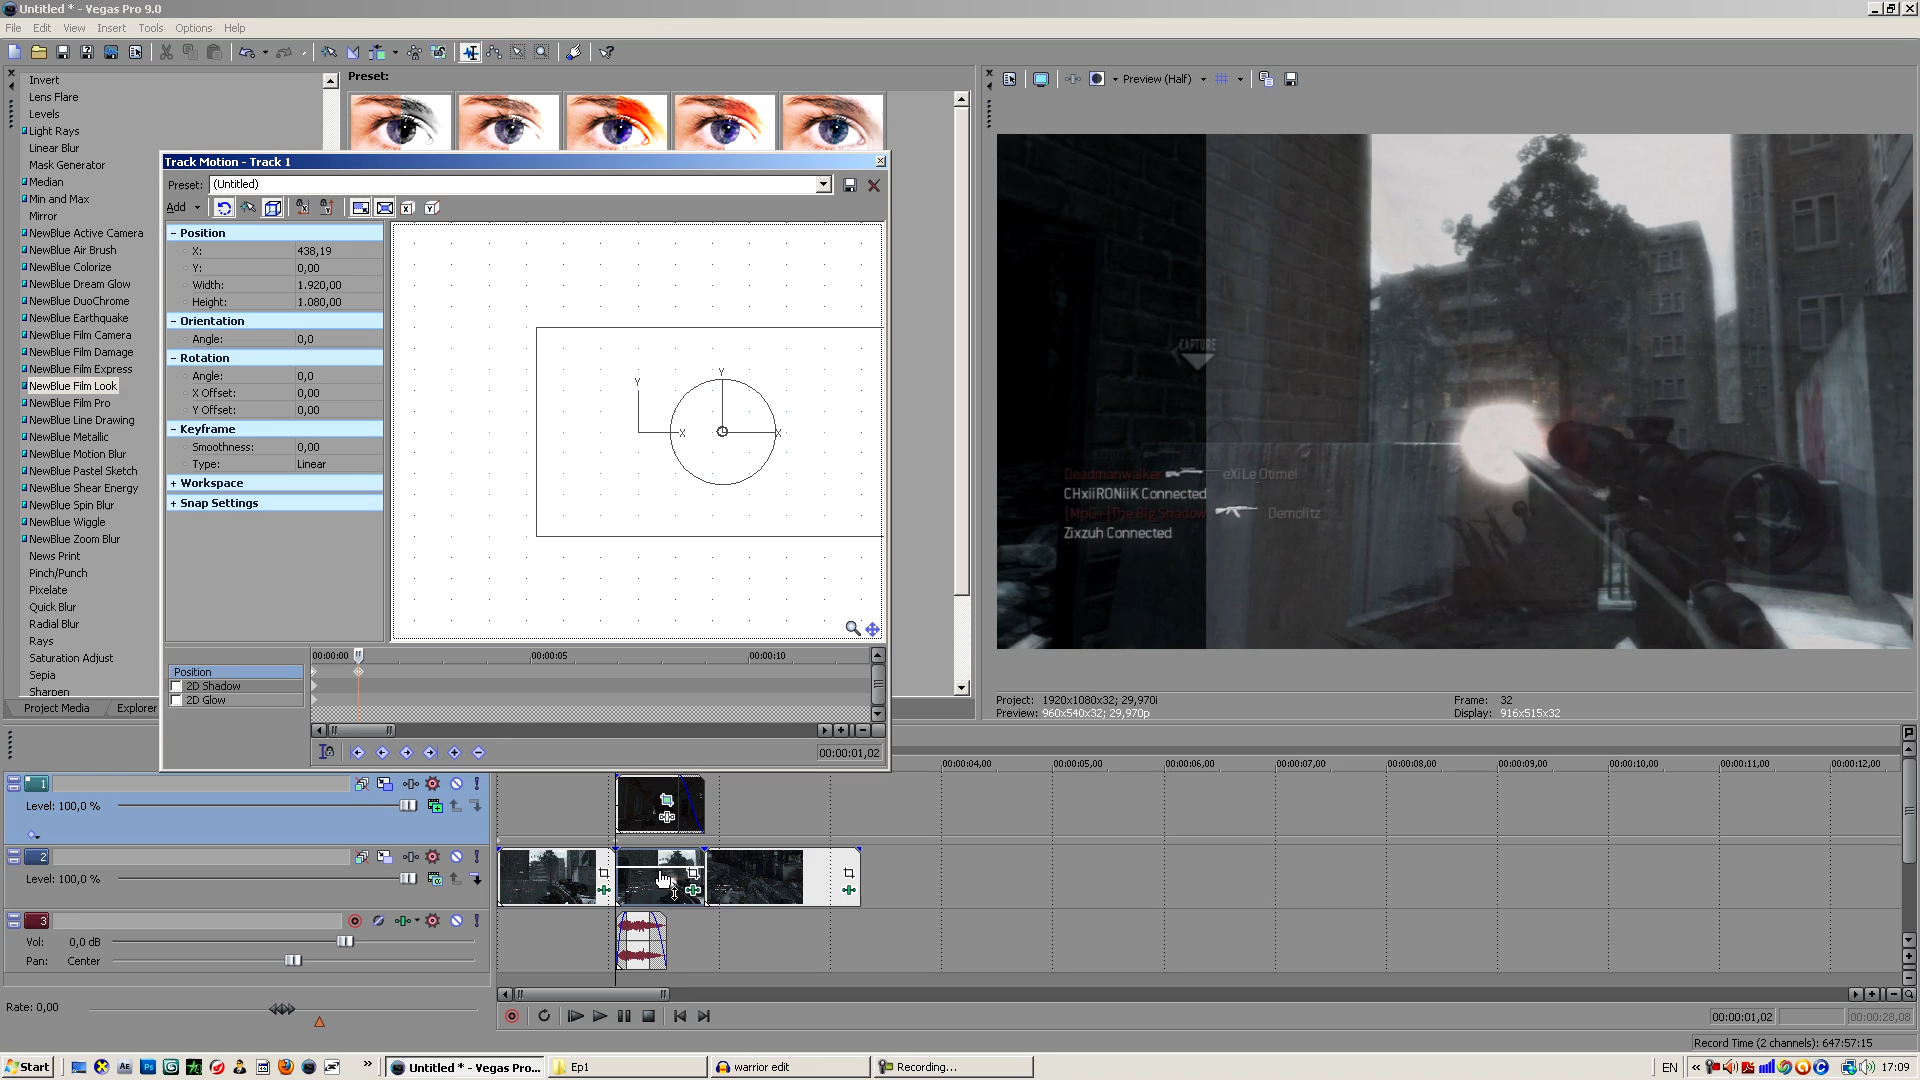 Untitled * - Vegas Pro 9.0
File Edit View Insert Tools Options Help
Invert
Lens Flare
Levels
Light Rays
Linear Blur
Mask Generator
Median
Min and Max
Mirror
NewBlue Active Camera
NewBlue Air Brush
NewBlue Colorize
NewBlue Dream Glow
NewBlue DuoChrome
NewBlue Earthquake
NewBlue Film Camera
NewBlue Film Damage
NewBlue Film Express
NewBlue Film Look
NewBlue Film Pro
NewBlue Line Drawing
NewBlue Metallic
NewBlue Motion Blur
NewBlue Pastel Sketch
NewBlue Shear Energy
NewBlue Spin Blur
NewBlue Wiggle
NewBlue Zoom Blur
News Print
Pinch/Punch
Pixelate
Quick Blur
Radial Blur
Rays
Saturation Adjust
Sepia
Sharpen
Project Media Explorer
Preset:
Track Motion - Track 1
Preset: (Untitled)
Add
Position
X: 438,19
Y: 0,00
Width: 1.920,00
Height: 1.080,00
Orientation
Angle: 0,0
Rotation
Angle: 0,0
X Offset: 0,00
Y Offset: 0,00
Keyframe
Smoothness: 0,00
Type: Linear
Workspace
Snap Settings
Y
X
Y
X
00:00:00 00:00:05 00:00:10
Position
2D Shadow
2D Glow
00:00:01,02
Preview (Half)
CAPTURE
Deadmanwalker eXiLe Otimel
CHxiiRONiiK Connected
[MpG+]The Big Shadow Demolitz
Zixzuh Connected
Project: 1920x1080x32; 29,970i
Preview: 960x540x32; 29,970p
Frame: 32
Display: 916x515x32
00:00:04,00 00:00:05,00 00:00:06,00 00:00:07,00 00:00:08,00 00:00:09,00 00:00:10,00 00:00:11,00 00:00:12,00
1
Level: 100,0 %
2
Level: 100,0 %
3
Vol: 0,0 dB
Pan: Center
Rate: 0,00
00:00:01,02 00:00:28,08
Record Time (2 channels): 647:57:15
Start Untitled * - Vegas Pro... Ep1 warrior edit Recording... EN 17:09